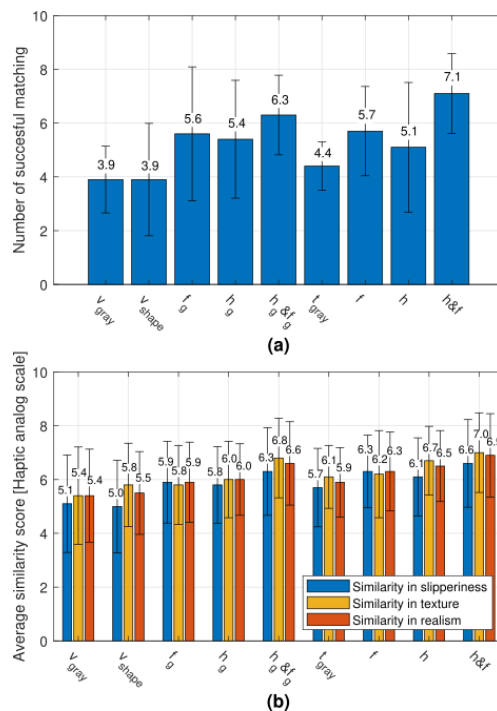 Number of succesful matching
10
8
6
4
2
0
3.9 3.9 5.6 5.4 6.3 4.4 5.7 5.1 7.1
v gray v shape f g h g h g &f g t gray f h h&f
(a)
Average similarity score [Haptic analog scale]
10
8
6
4
2
0
5.1 5.4 5.4 5.0 5.8 5.5 5.9 5.8 5.9 5.8 6.0 6.0 6.3 6.8 6.6 5.7 6.1 5.9 6.3 6.2 6.3 6.1 6.7 6.5 6.6 7.0 6.9
Similarity in slipperiness
Similarity in texture
Similarity in realism
v gray v shape f g h g h g &f g t gray f h h&f
(b)